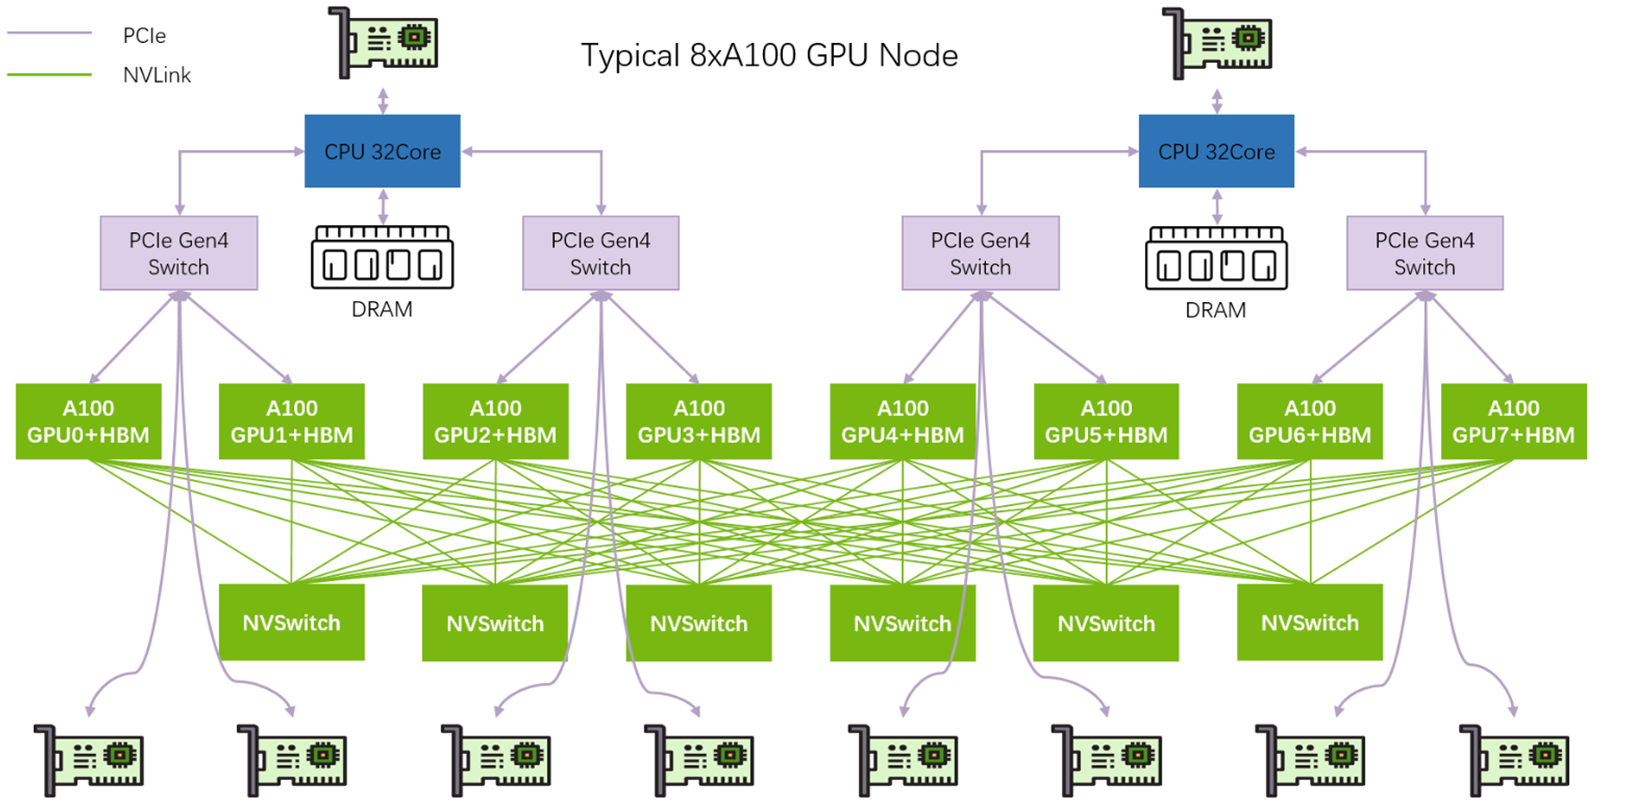 PCIe
NVLink
Typical 8xA100 GPU Node
CPU 32Core
CPU 32Core
PCIe Gen4
Switch
PCIe Gen4
Switch
PCIe Gen4
Switch
PCIe Gen4
Switch
DRAM
DRAM
A100
GPU0+HBM
A100
GPU1+HBM
A100
GPU2+HBM
A100
GPU3+HBM
A100
GPU4+HBM
A100
GPU5+HBM
A100
GPU6+HBM
A100
GPU7+HBM
NVSwitch
NVSwitch
NVSwitch
NVSwitch
NVSwitch
NVSwitch